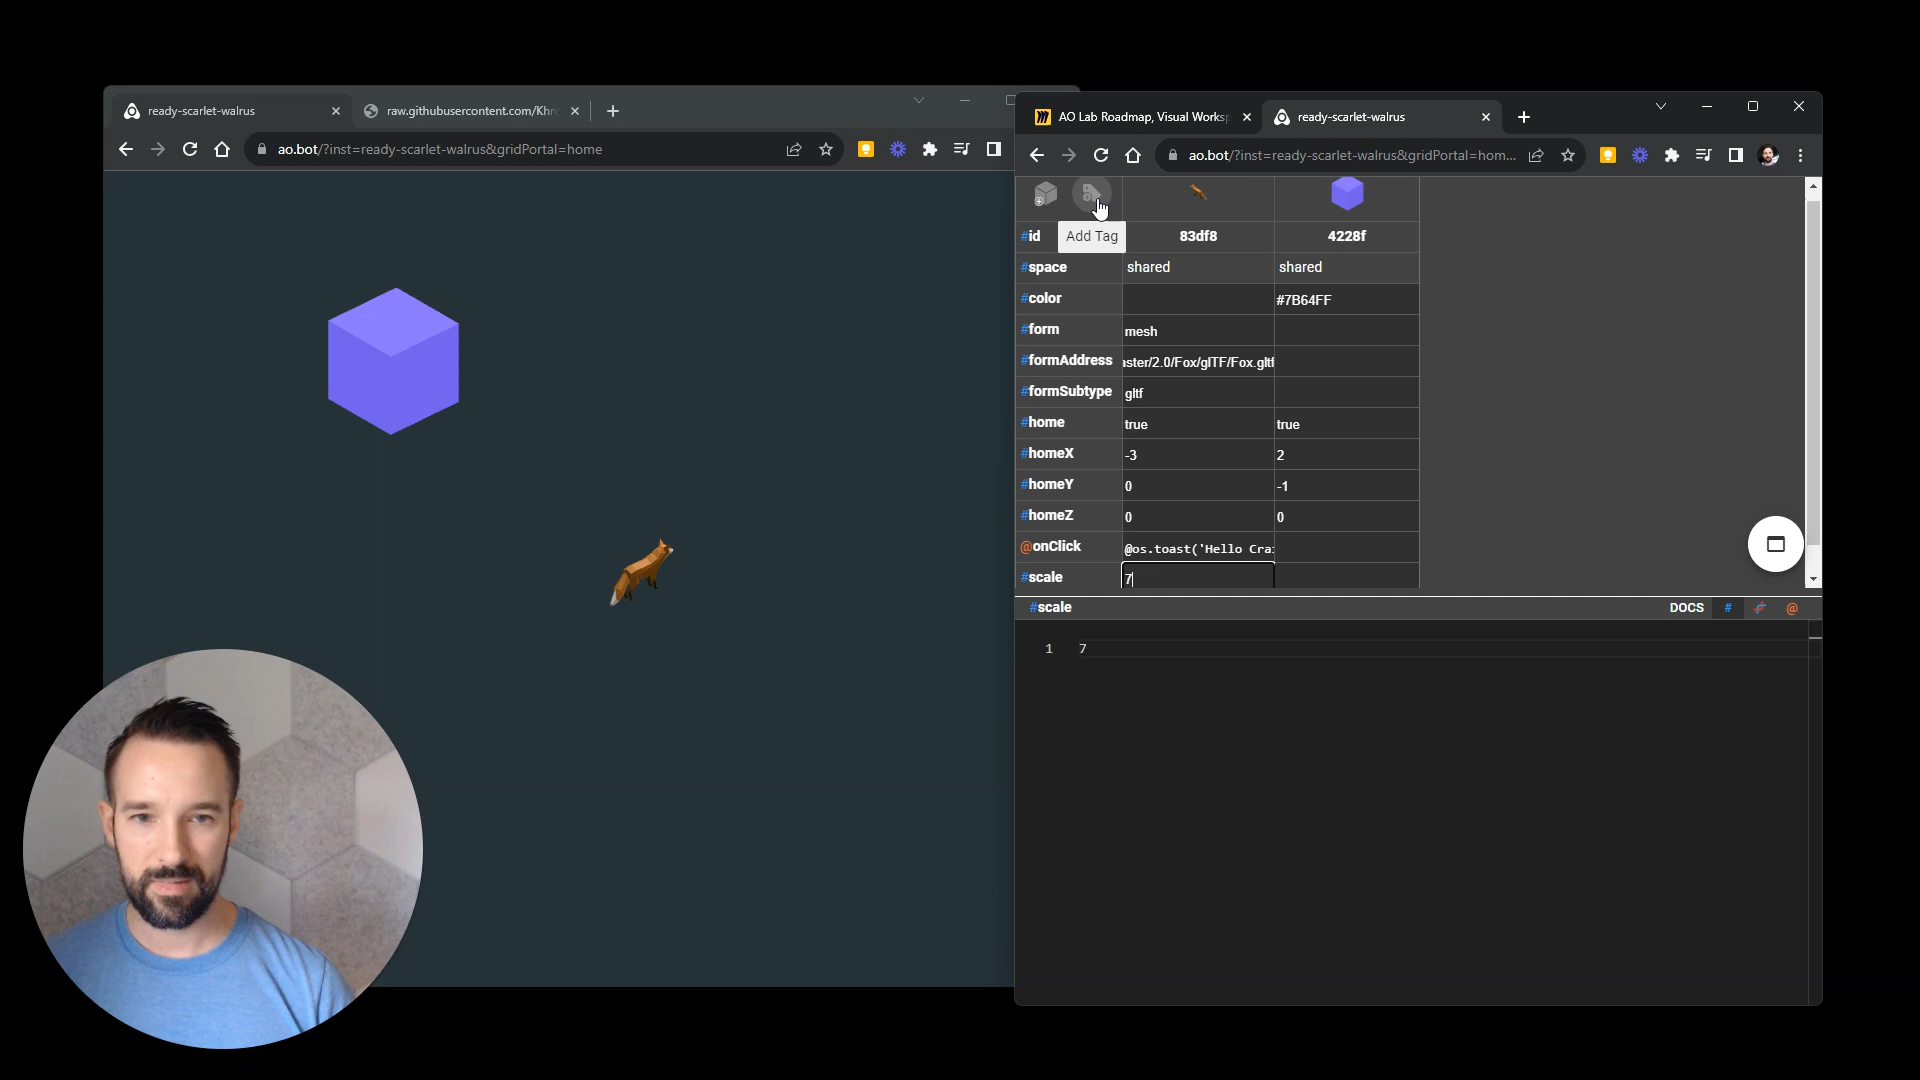 ready-scarlet-walrus
raw.githubusercontent.com/Khr
ao.bot/?inst=ready-scarlet-walrus&gridPortal=home
AO Lab Roadmap, Visual Worksp
ready-scarlet-walrus
ao.bot/?inst=ready-scarlet-walrus&gridPortal=hom...
Add Tag
#id 83df8 4228f
#space shared shared
#color #7B64FF
#form mesh
#formAddress aster/2.0/Fox/glTF/Fox.gltf
#formSubtype gltf
#home true true
#homeX -3 2
#homeY 0 -1
#homeZ 0 0
@onClick @os.toast('Hello Cra
#scale 7
#scale DOCS # @
1 7